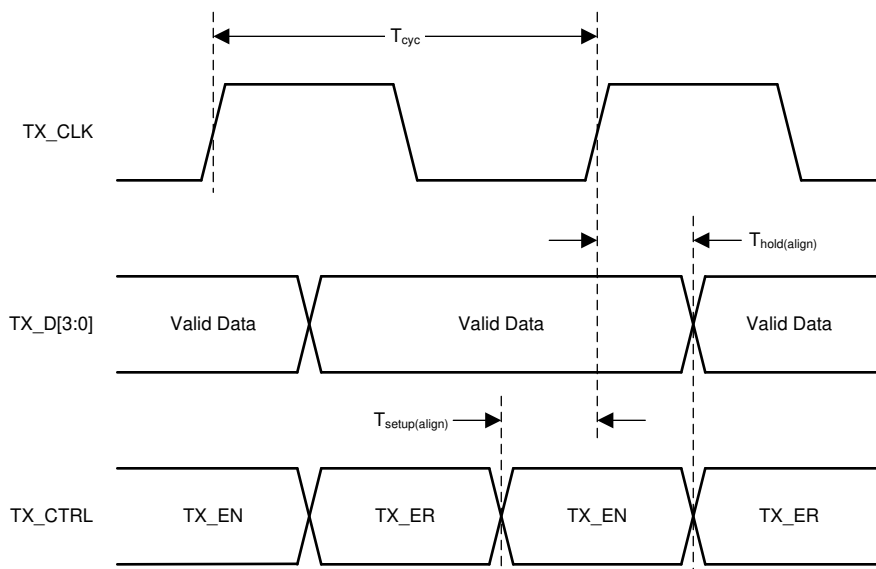 Tcyc
TX_CLK
Thold(align)
TX_D[3:0]
Valid Data
Valid Data
Valid Data
Tsetup(align)
TX_CTRL
TX_EN
TX_ER
TX_EN
TX_ER